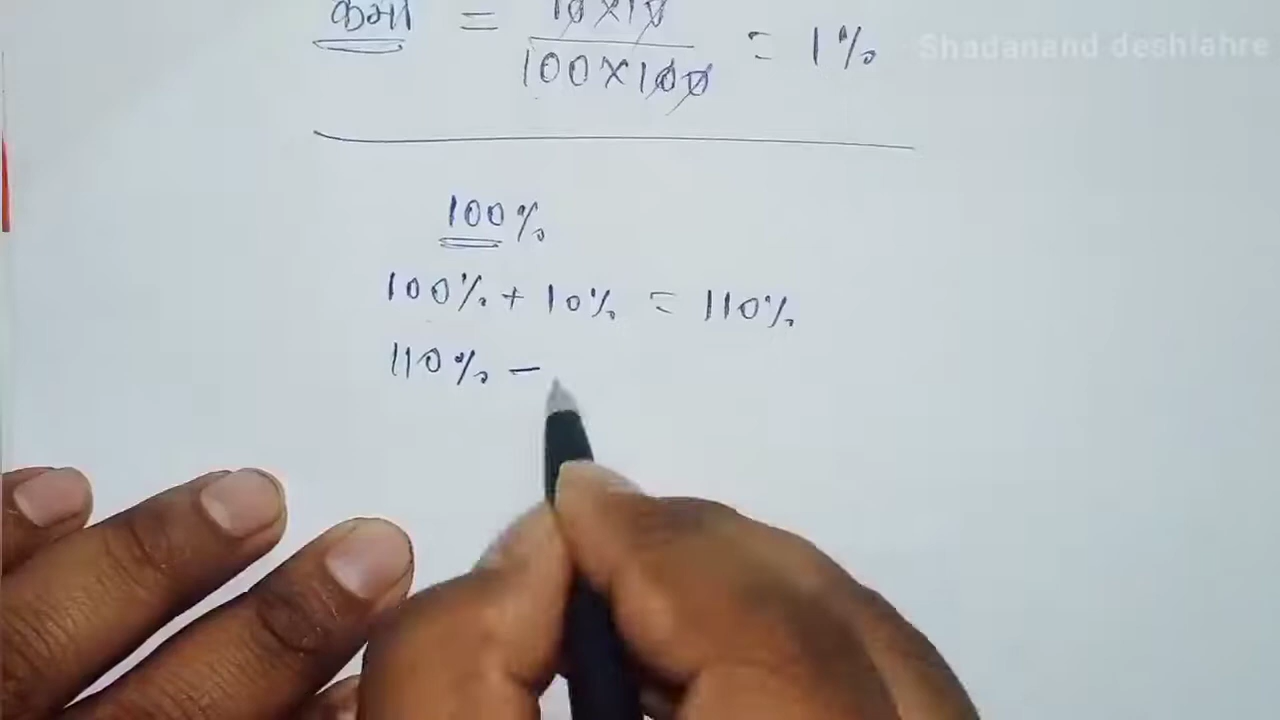 कमी = 10×10 / 100×100 = 1%
Shadanand deshlahre
100%
100% + 10% = 110%
110% -